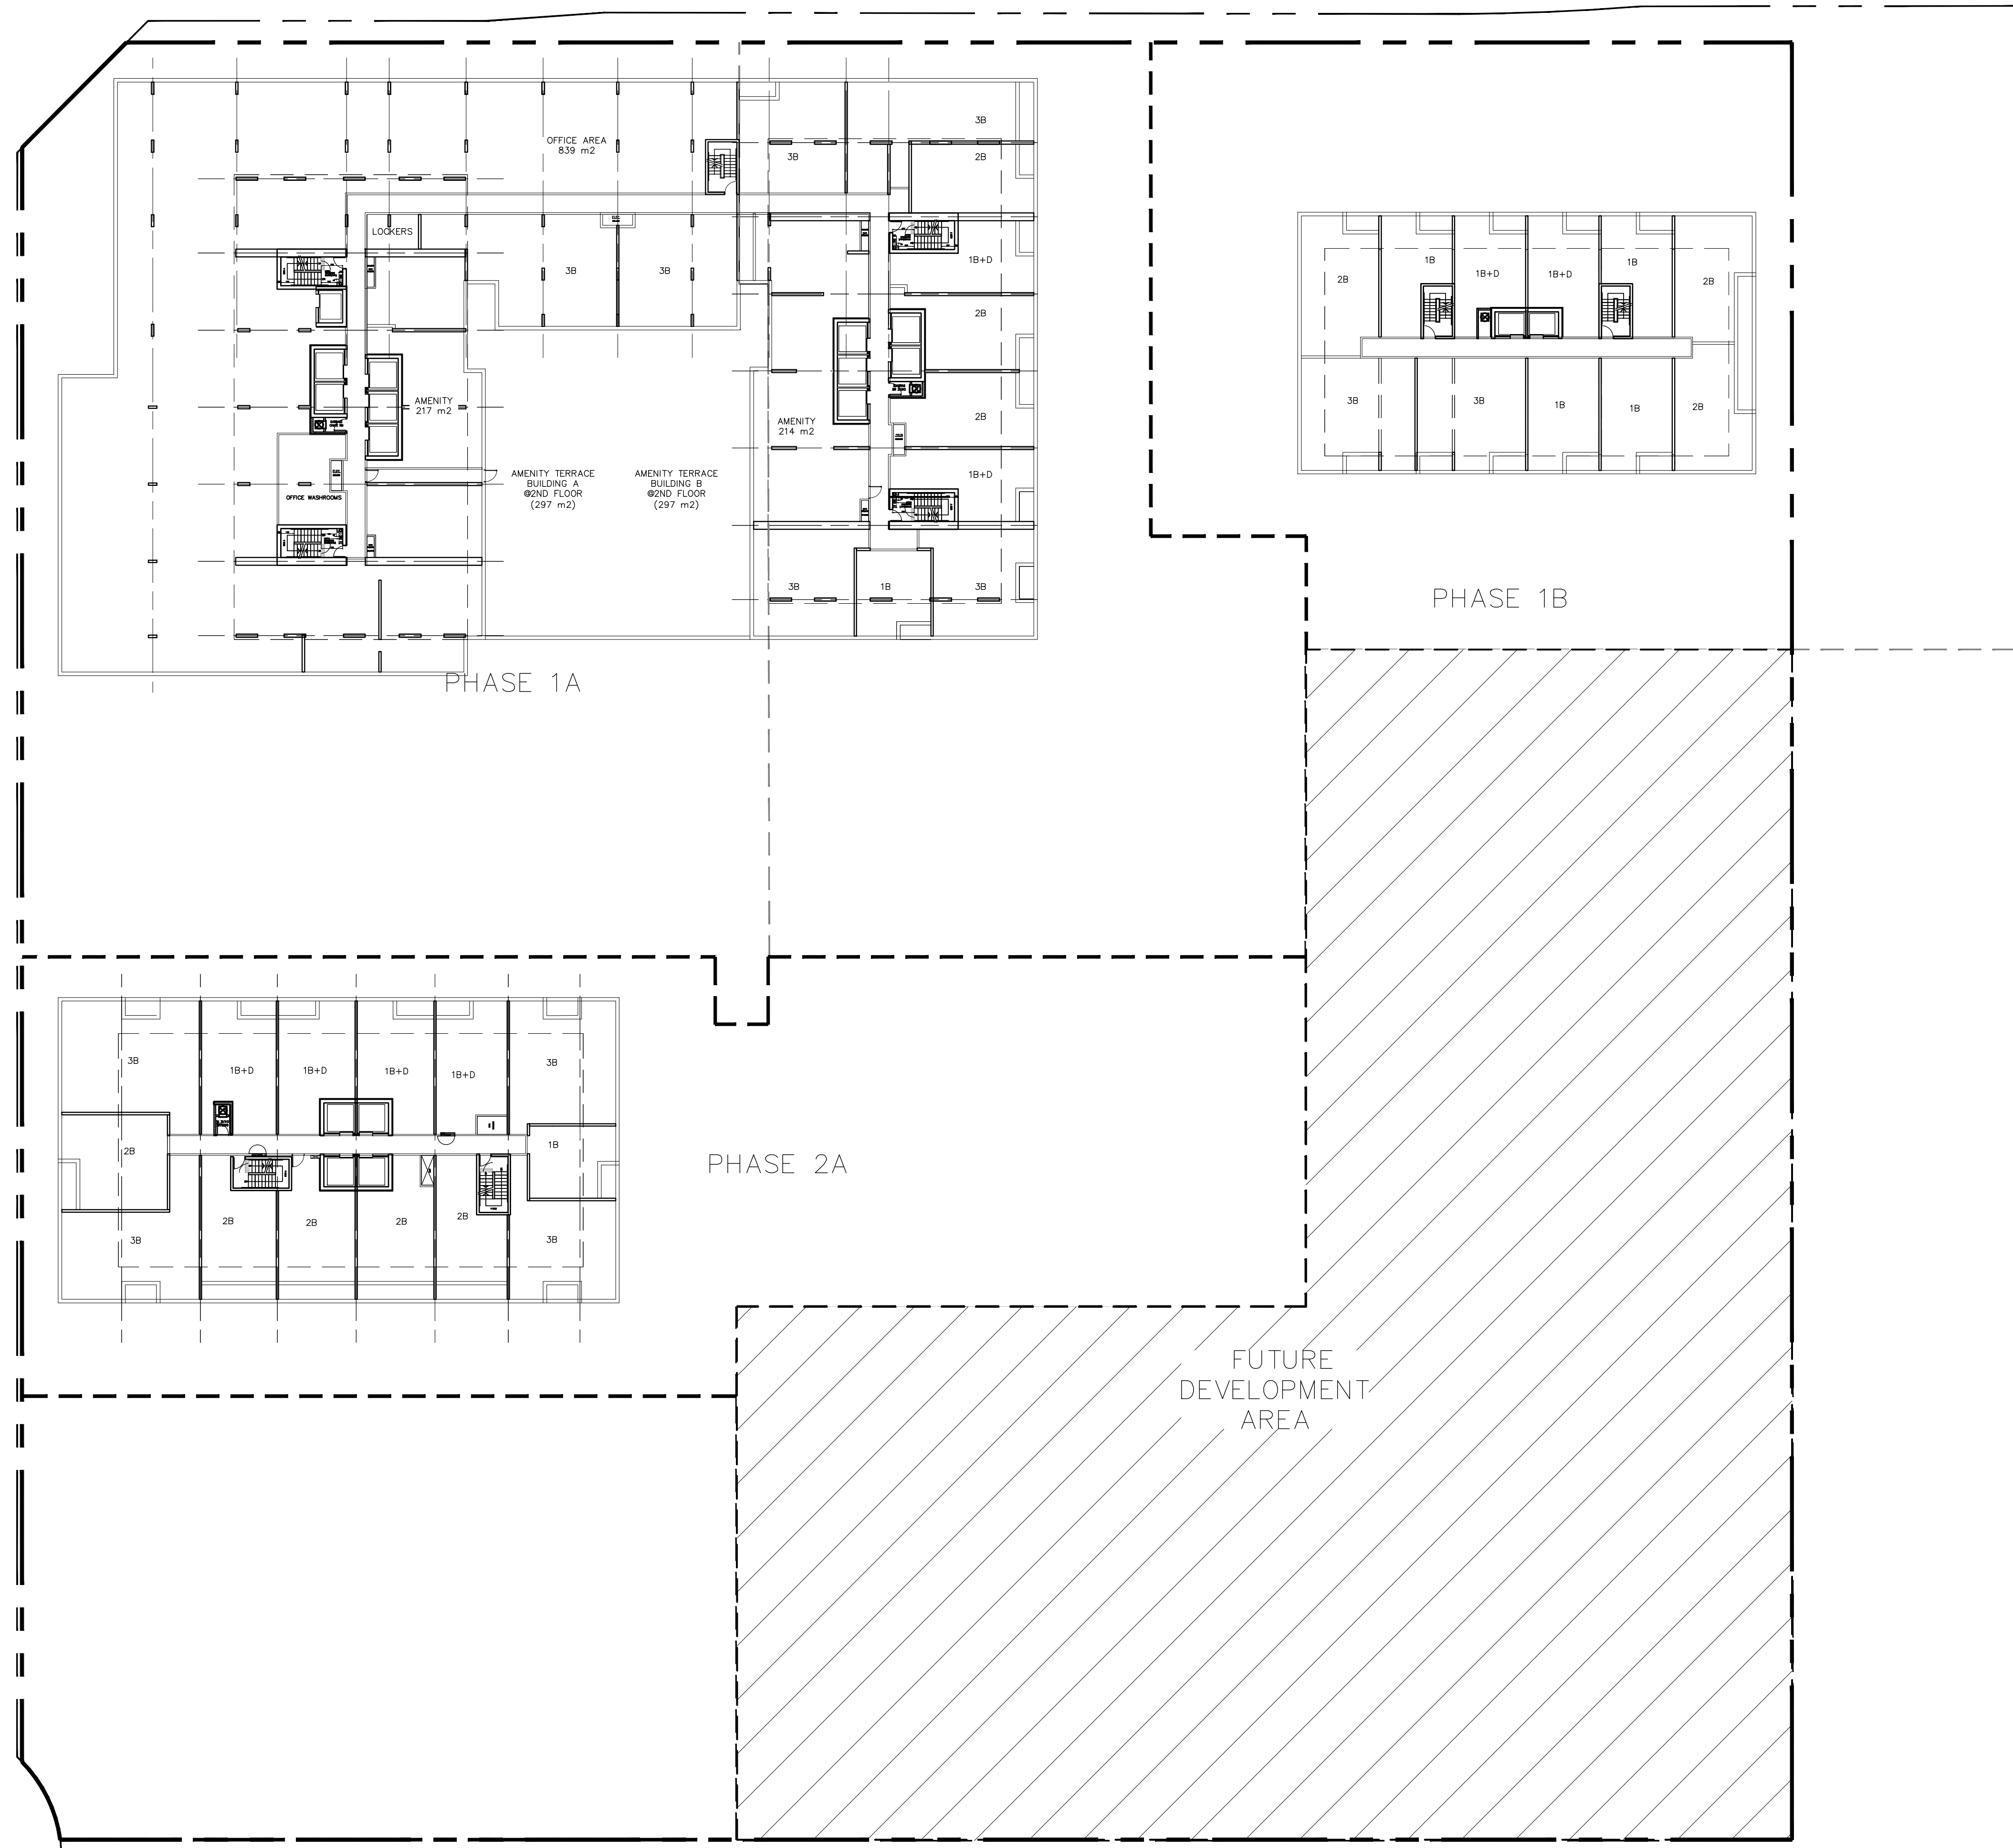 OFFICE AREA
839 m2
3B
3B
2B
LOCKERS
3B
3B
1B+D
2B
AMENITY
217 m2
AMENITY
214 m2
2B
AMENITY TERRACE
BUILDING A
@2ND FLOOR
(297 m2)
AMENITY TERRACE
BUILDING B
@2ND FLOOR
(297 m2)
1B+D
OFFICE WASHROOMS
3B
1B
3B
PHASE 1A
2B
1B
1B+D
1B+D
1B
2B
3B
3B
1B
1B
2B
PHASE 1B
3B
1B+D
1B+D
1B+D
1B+D
3B
2B
1B
3B
2B
2B
2B
2B
3B
PHASE 2A
FUTURE
DEVELOPMENT
AREA